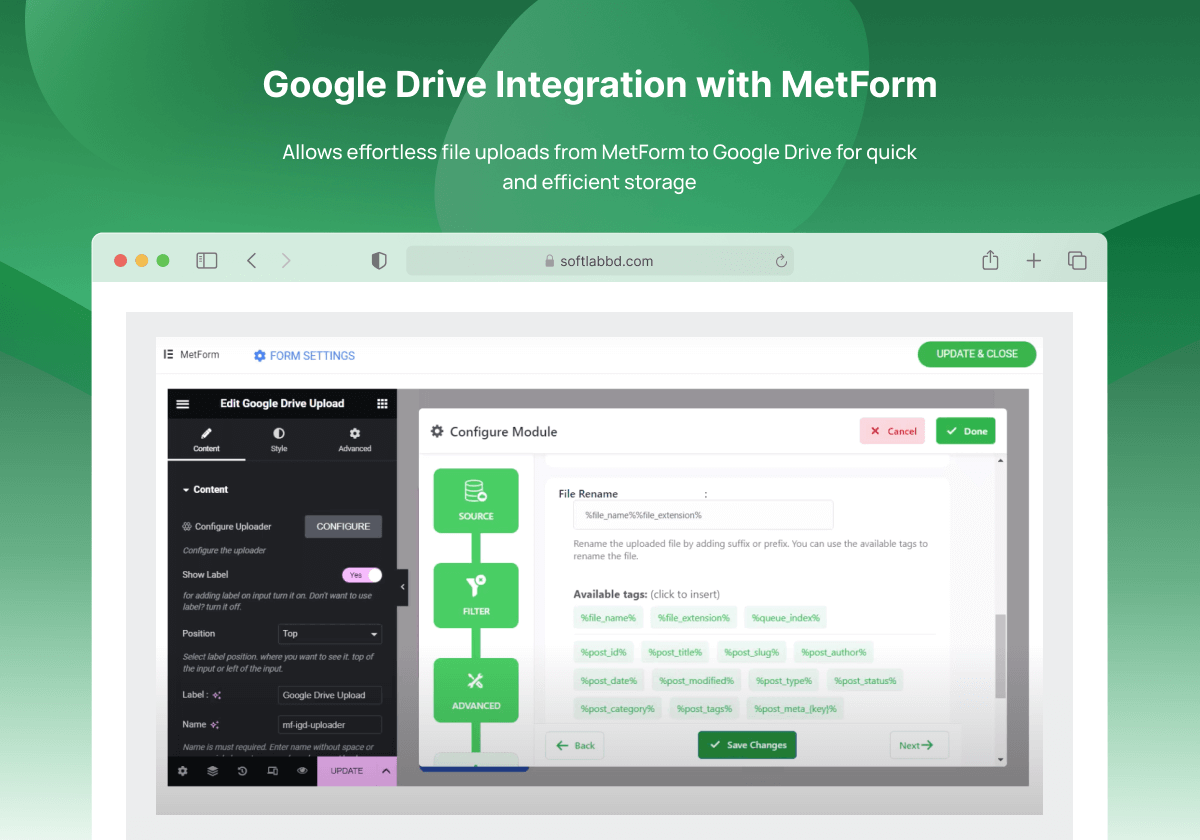 Google Drive Integration with MetForm
Allows effortless file uploads from MetForm to Google Drive for quick
and efficient storage
softlabbd.com
MetForm
FORM SETTINGS
UPDATE & CLOSE
Edit Google Drive Upload
Content
Style
Advanced
Content
Configure Uploader
CONFIGURE
Configure the uploader
Show Label
Yes
for adding label on input turn it on. Don't want to use
label? turn it off.
Position
Top
Select label position. where you want to see it. top of
the input or left of the input.
Label :
Google Drive Upload
Name
mf-igd-uploader
Name is must required. Enter name without space or
UPDATE
Configure Module
Cancel
Done
SOURCE
FILTER
ADVANCED
File Rename :
%file_name%%file_extension%
Rename the uploaded file by adding suffix or prefix. You can use the available tags to
rename the file.
Available tags: (click to insert)
%file_name% %file_extension% %queue_index%
%post_id% %post_title% %post_slug% %post_author%
%post_date% %post_modified% %post_type% %post_status%
%post_category% %post_tags% %post_meta_{key}%
Back
Save Changes
Next